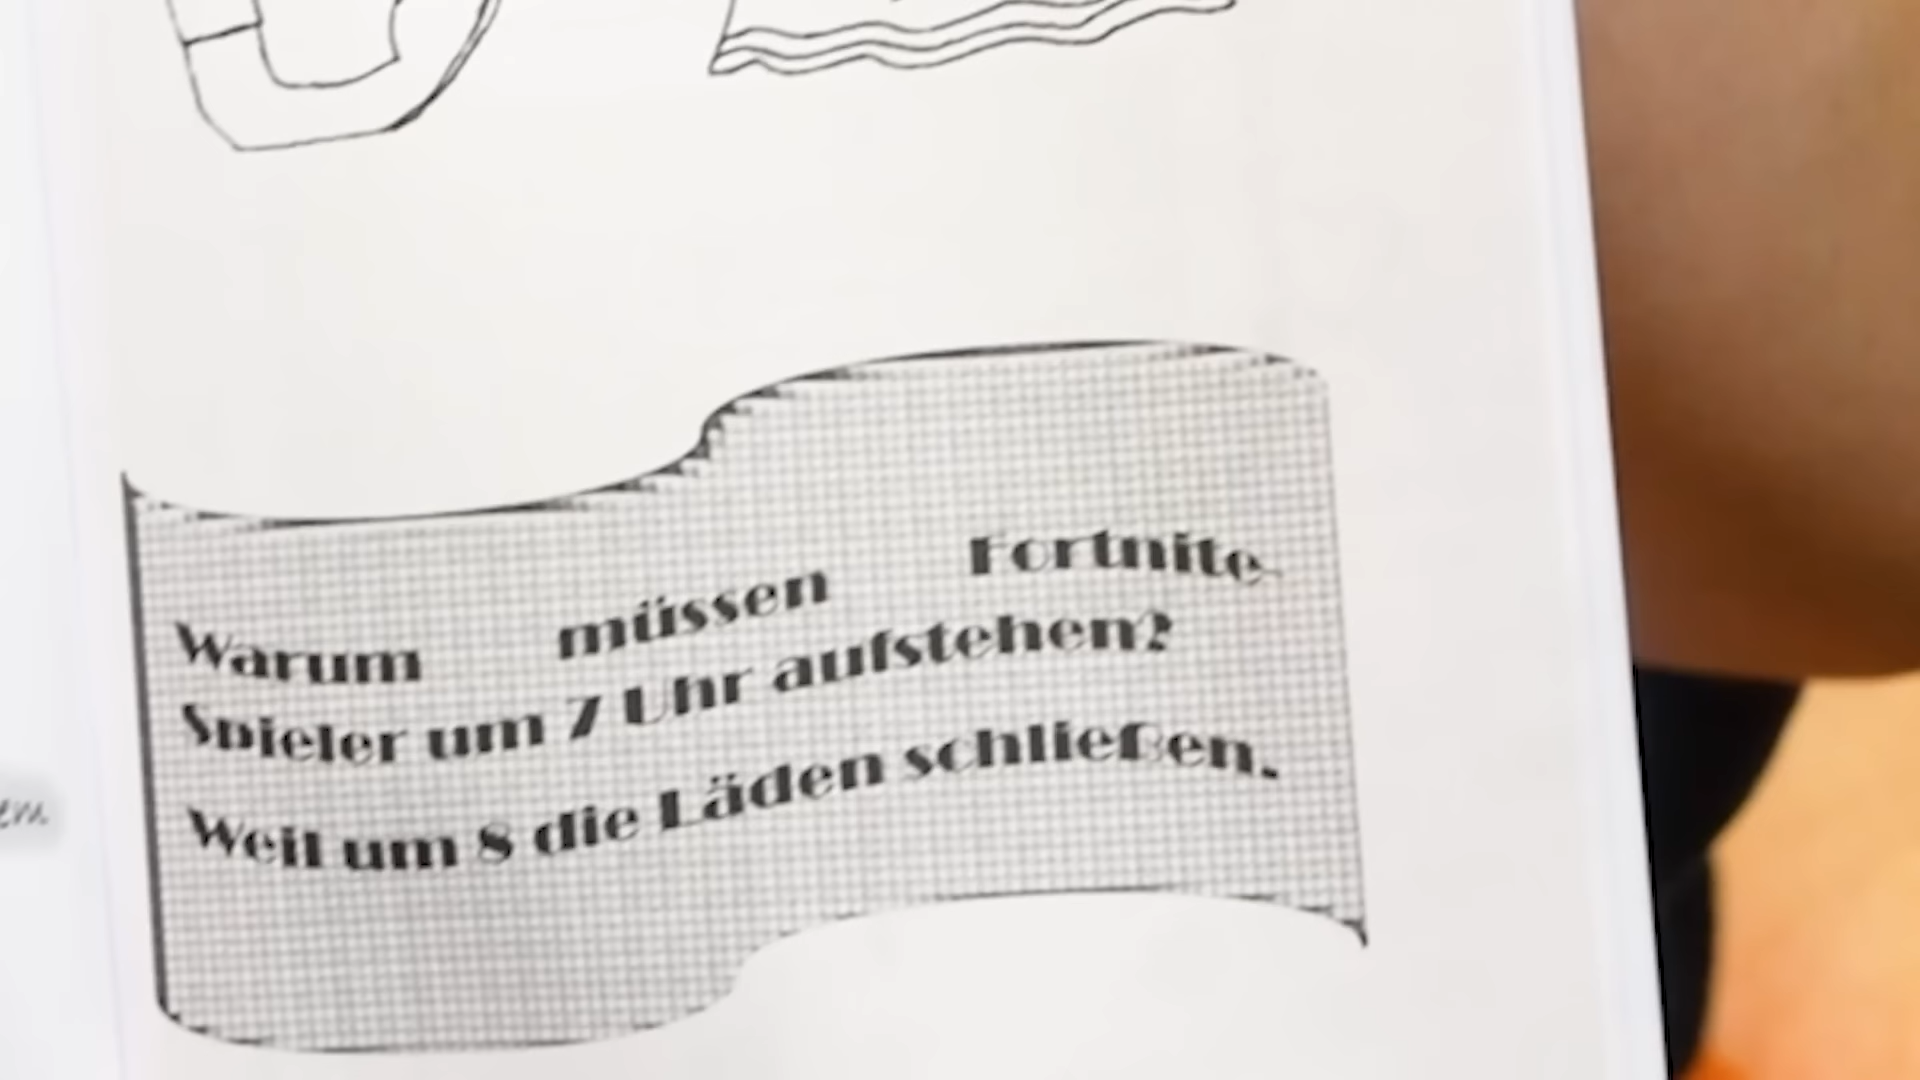 Warum müssen Fortnite-
Spieler um 7 Uhr aufstehen?
Weil um 8 die Läden schließen.